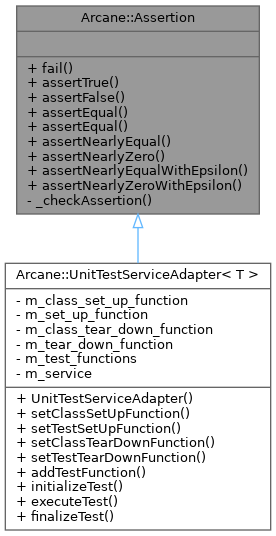 Arcane::Assertion
+ fail()
+ assertTrue()
+ assertFalse()
+ assertEqual()
+ assertEqual()
+ assertNearlyEqual()
+ assertNearlyZero()
+ assertNearlyEqualWithEpsilon()
+ assertNearlyZeroWithEpsilon()
- _checkAssertion()
Arcane::UnitTestServiceAdapter< T >
- m_class_set_up_function
- m_set_up_function
- m_class_tear_down_function
- m_tear_down_function
- m_test_functions
- m_service
+ UnitTestServiceAdapter()
+ setClassSetUpFunction()
+ setTestSetUpFunction()
+ setClassTearDownFunction()
+ setTestTearDownFunction()
+ addTestFunction()
+ initializeTest()
+ executeTest()
+ finalizeTest()